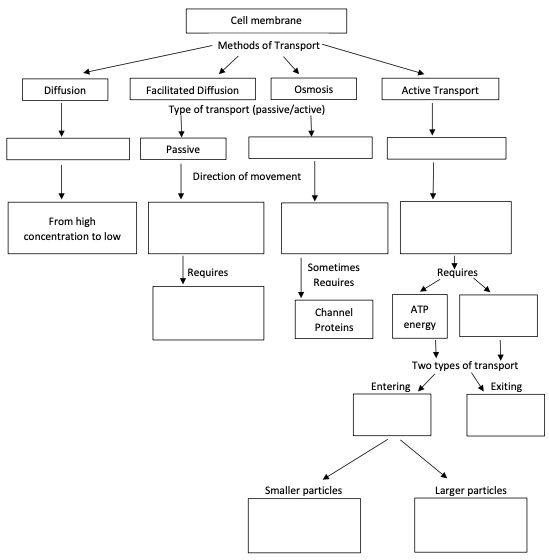 Cell membrane
Methods of Transport
Diffusion
Facilitated Diffusion
Osmosis
Active Transport
Type of transport (passive/active)
Passive
Direction of movement
From high
concentration to low
Requires
Sometimes
Requires
Requires
Channel
Proteins
ATP
energy
Two types of transport
Entering
Exiting
Smaller particles
Larger particles